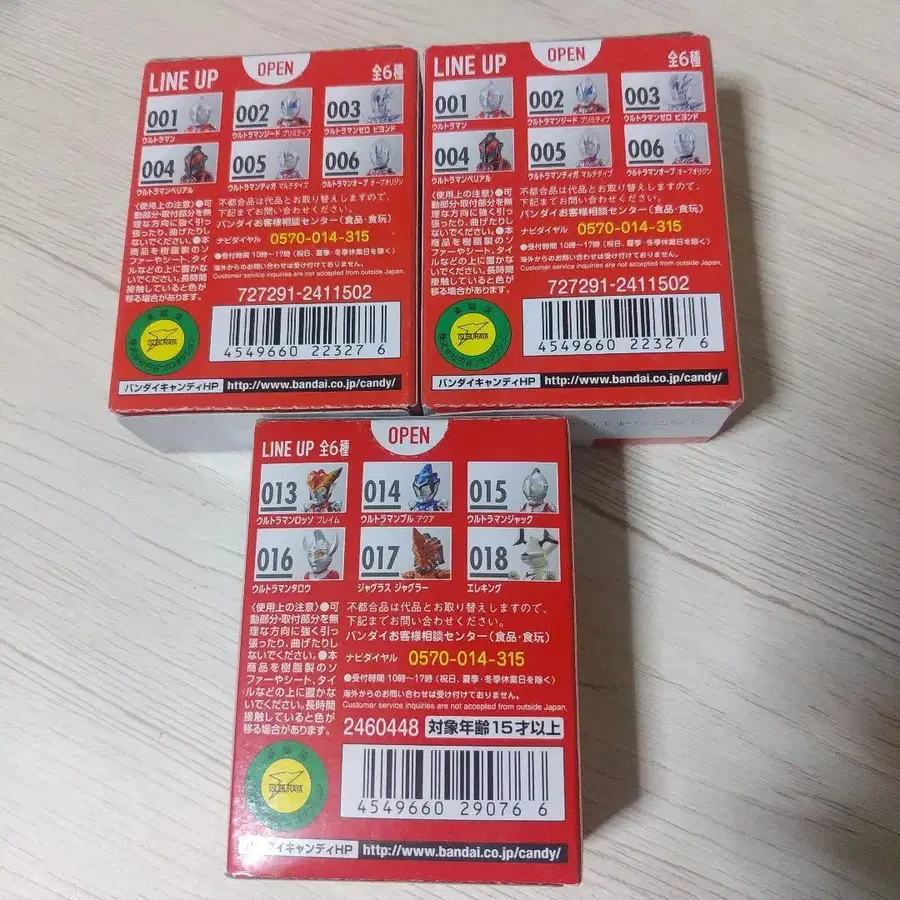 LINE UP
OPEN
全6種
001
ウルトラマン
002
ウルトラマンジード プリミティブ
003
ウルトラマンゼロ ビヨンド
004
ウルトラマンベリアル
005
ウルトラマンティガ マルチタイプ
006
ウルトラマンオーブ オーブオリジン
〈使用上の注意〉●可
動部分・取付部分を無
理な方向に強く引っ
張ったり、曲げたりし
ないでください。●本
商品を樹脂製のソ
ファーやシート、タイ
ルなどの上に置かな
いでください。長時間
接触していると色が
移る場合があります。
不都合品は代品とお取り替えしますので、
下記までお問い合わせください。
バンダイお客様相談センター(食品・食玩)
ナビダイヤル 0570-014-315
●受付時間 10時〜17時(祝日、夏季・冬季休業日を除く)
海外からのお問い合わせは受け付けておりません。
Customer service inquiries are not accepted from outside Japan.
727291-2411502
TSUBURAYA
4549660 22327 6
バンダイキャンディHP http://www.bandai.co.jp/candy/
LINE UP
OPEN
全6種
001
ウルトラマン
002
ウルトラマンジード プリミティブ
003
ウルトラマンゼロ ビヨンド
004
ウルトラマンベリアル
005
ウルトラマンティガ マルチタイプ
006
ウルトラマンオーブ オーブオリジン
〈使用上の注意〉●可
動部分・取付部分を無
理な方向に強く引っ
張ったり、曲げたりし
ないでください。●本
商品を樹脂製のソ
ファーやシート、タイ
ルなどの上に置かな
いでください。長時間
接触していると色が
移る場合があります。
不都合品は代品とお取り替えしますので、
下記までお問い合わせください。
バンダイお客様相談センター(食品・食玩)
ナビダイヤル 0570-014-315
●受付時間 10時〜17時(祝日、夏季・冬季休業日を除く)
海外からのお問い合わせは受け付けておりません。
Customer service inquiries are not accepted from outside Japan.
727291-2411502
TSUBURAYA
4549660 22327 6
バンダイキャンディHP http://www.bandai.co.jp/candy/
LINE UP 全6種
OPEN
013
ウルトラマンロッソ フレイム
014
ウルトラマンブル アクア
015
ウルトラマンジャック
016
ウルトラマンタロウ
017
ジャグラス ジャグラー
018
エレキング
〈使用上の注意〉●可
動部分・取付部分を無
理な方向に強く引っ
張ったり、曲げたりし
ないでください。●本
商品を樹脂製のソ
ファーやシート、タイ
ルなどの上に置かな
いでください。長時間
接触していると色が
移る場合があります。
不都合品は代品とお取り替えしますので、
下記までお問い合わせください。
バンダイお客様相談センター(食品・食玩)
ナビダイヤル 0570-014-315
●受付時間 10時〜17時(祝日、夏季・冬季休業日を除く)
海外からのお問い合わせは受け付けておりません。
Customer service inquiries are not accepted from outside Japan.
2460448 対象年齢15才以上
TSUBURAYA
4549660 29076 6
バンダイキャンディHP http://www.bandai.co.jp/candy/